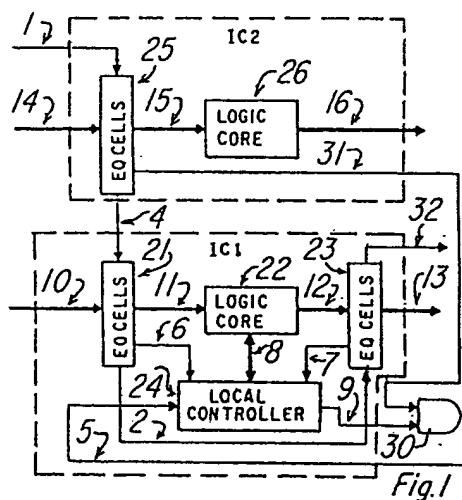 1
IC2
25
26
14
15
LOGIC
CORE
16
EQ CELLS
31
4
32
21
IC1
23
10
22
13
11
LOGIC
CORE
12
EQ CELLS
EQ CELLS
6
8
7
24
LOCAL
CONTROLLER
9
2
5
30
Fig.1